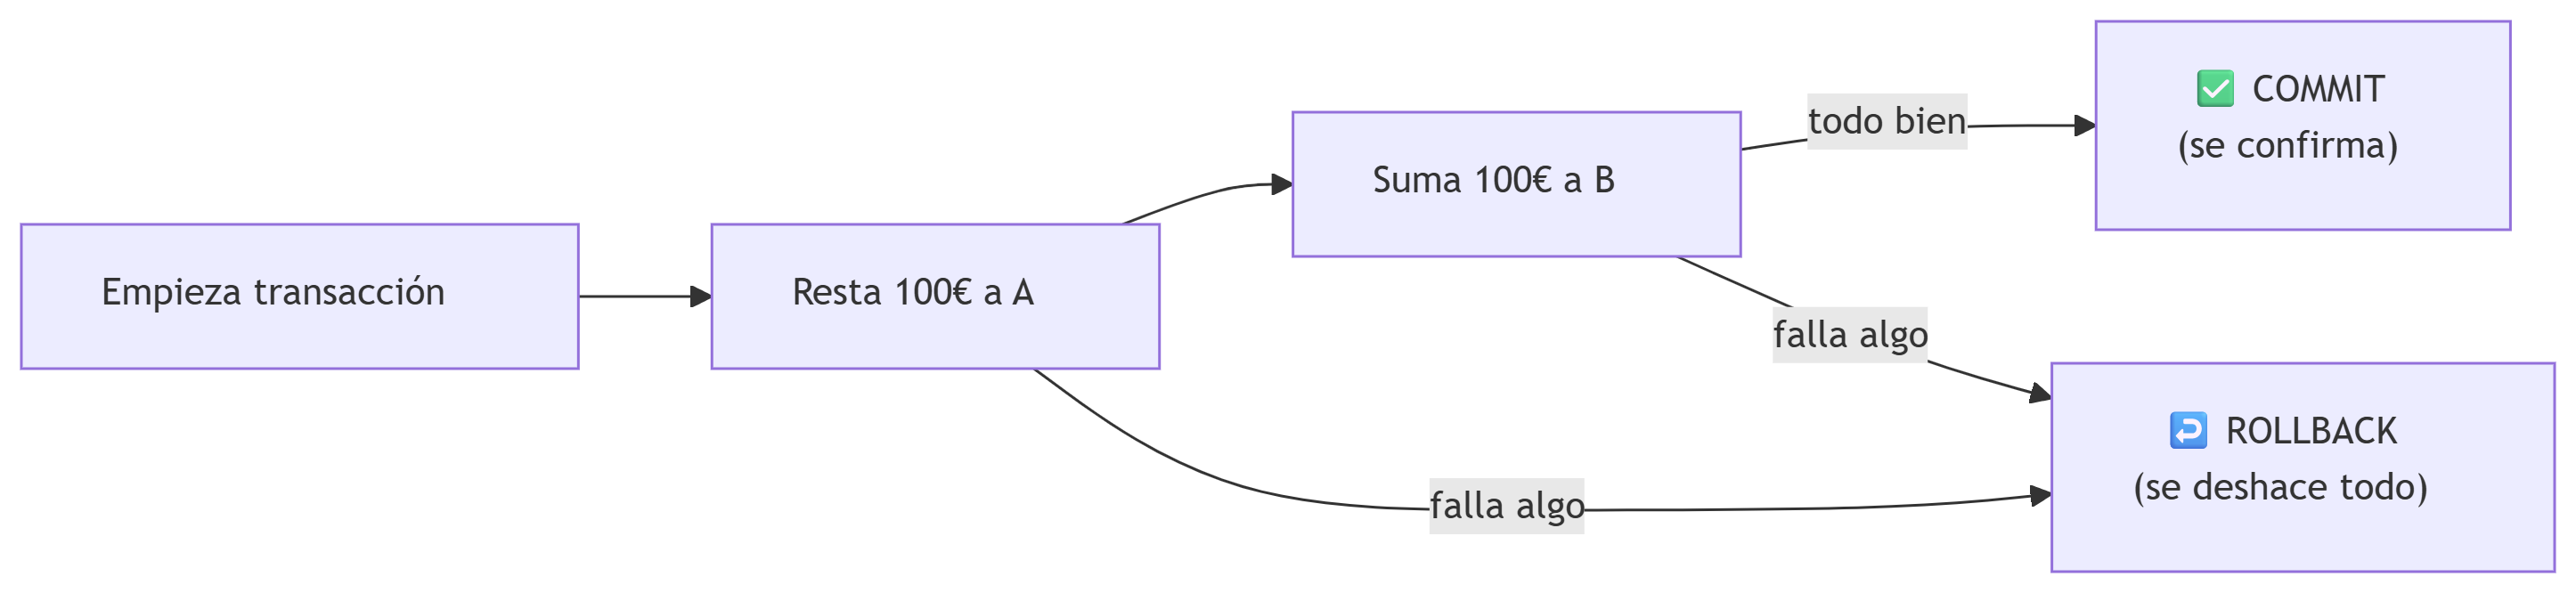 Empieza transacción
Resta 100€ a A
Suma 100€ a B
todo bien
✅ COMMIT
(se confirma)
falla algo
falla algo
↩️ ROLLBACK
(se deshace todo)